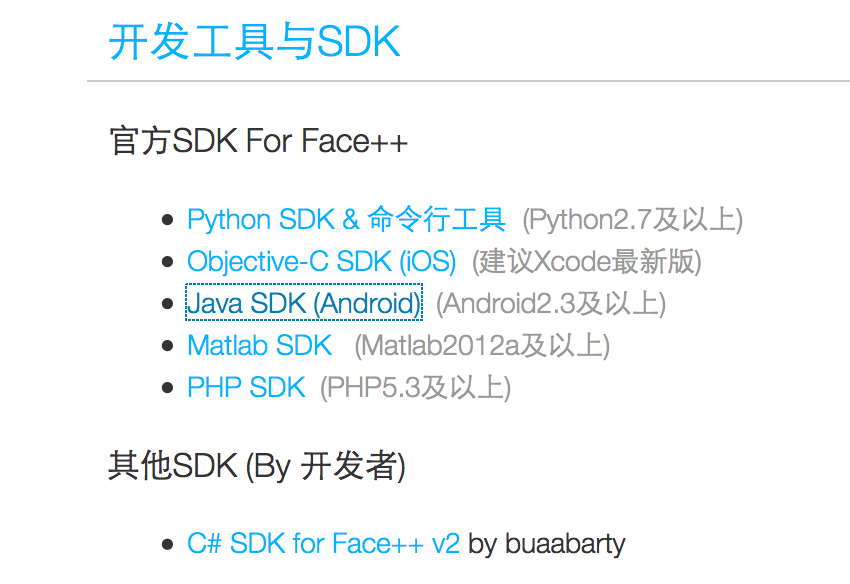 开发工具与SDK
官方SDK For Face++
Python SDK & 命令行工具 (Python2.7及以上)
Objective-C SDK (iOS) (建议Xcode最新版)
Java SDK (Android) (Android2.3及以上)
Matlab SDK (Matlab2012a及以上)
PHP SDK (PHP5.3及以上)
其他SDK (By 开发者)
C# SDK for Face++ v2 by buaabarty